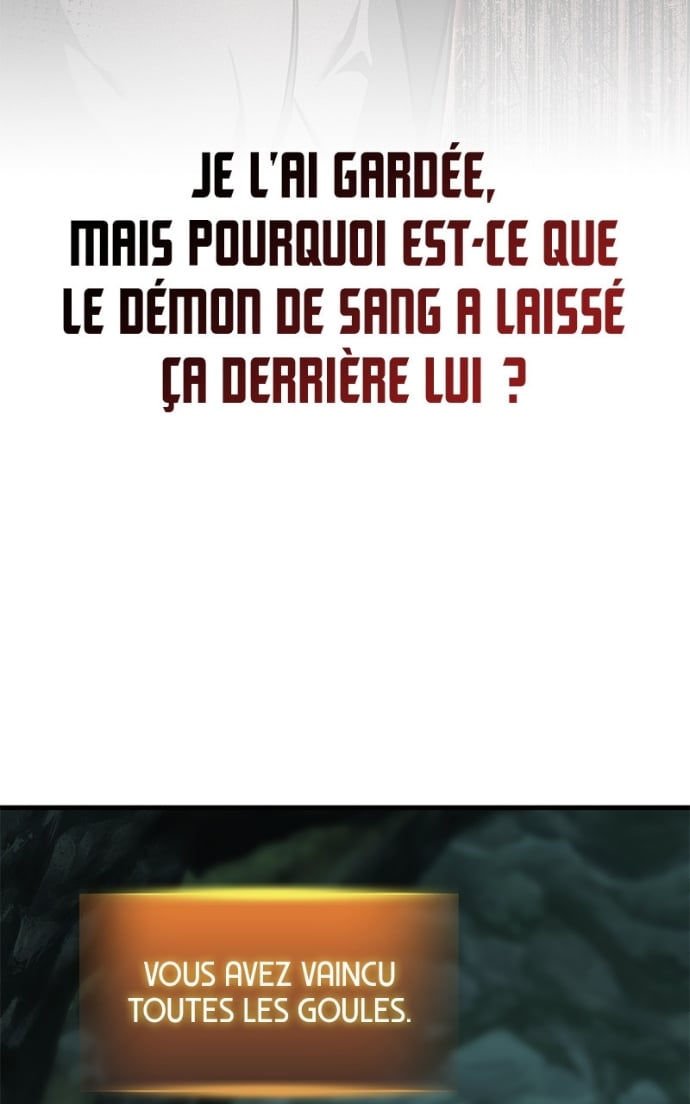 JE L'AI GARDÉE,
MAIS POURQUOI EST-CE QUE
LE DÉMON DE SANG A LAISSÉ
ÇA DERRIÈRE LUI ?
VOUS AVEZ VAINCU
TOUTES LES GOULES.